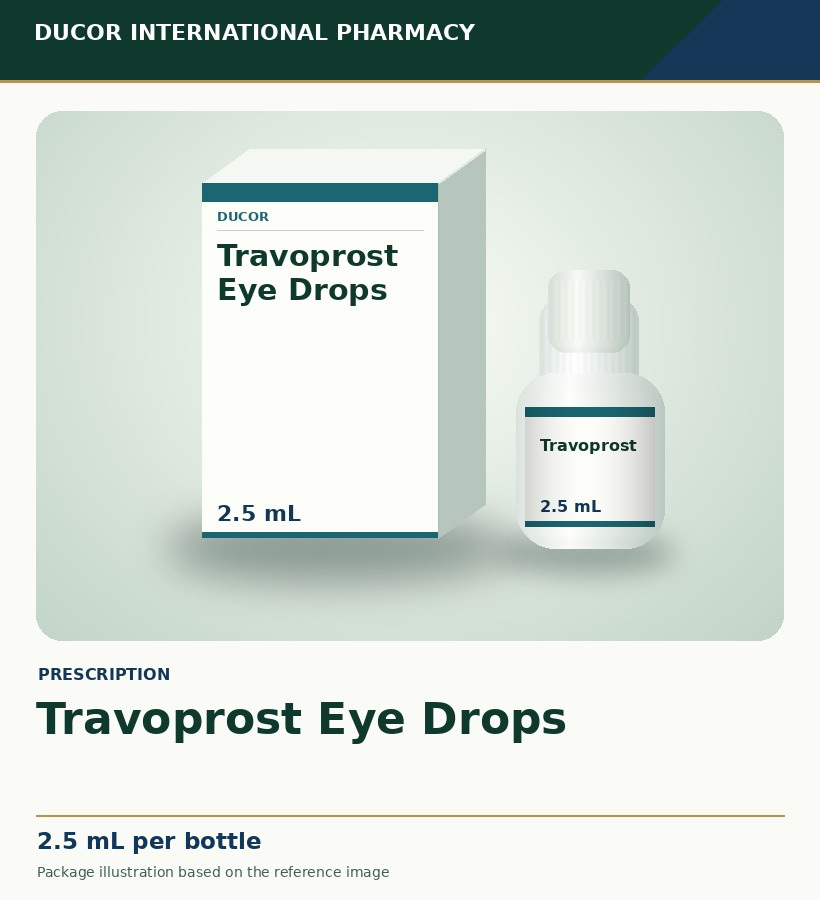 DUCOR INTERNATIONAL PHARMACY
DUCOR
Travoprost
Eye Drops
2.5 mL
Travoprost
2.5 mL
PRESCRIPTION
Travoprost Eye Drops
2.5 mL per bottle
Package illustration based on the reference image